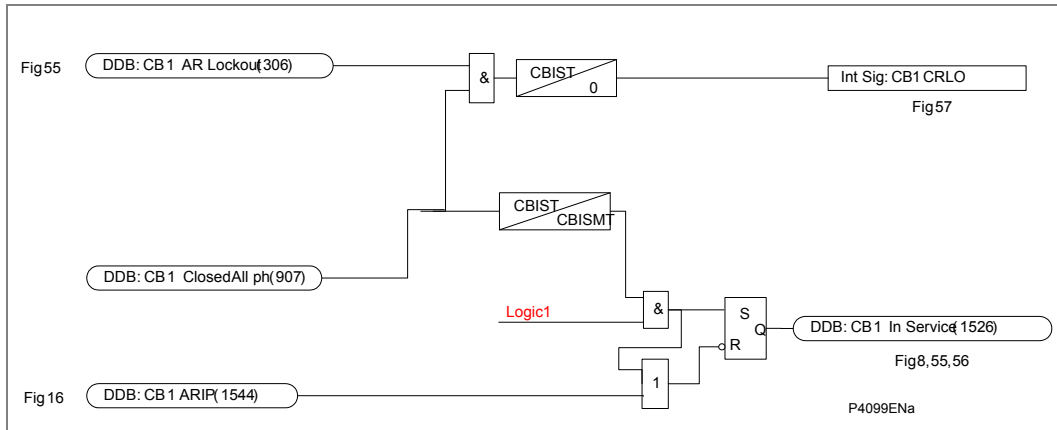 Fig55
DDB: CB1 AR Lockout(306)
&
CBIST
0
Int Sig: CB1 CRLO
Fig57
CBIST
CBISMT
DDB: CB1 ClosedAll ph(907)
Logic1
&
S
Q
R
DDB: CB1 In Service(1526)
Fig8,55,56
1
Fig16
DDB: CB1 ARIP(1544)
P4099ENa